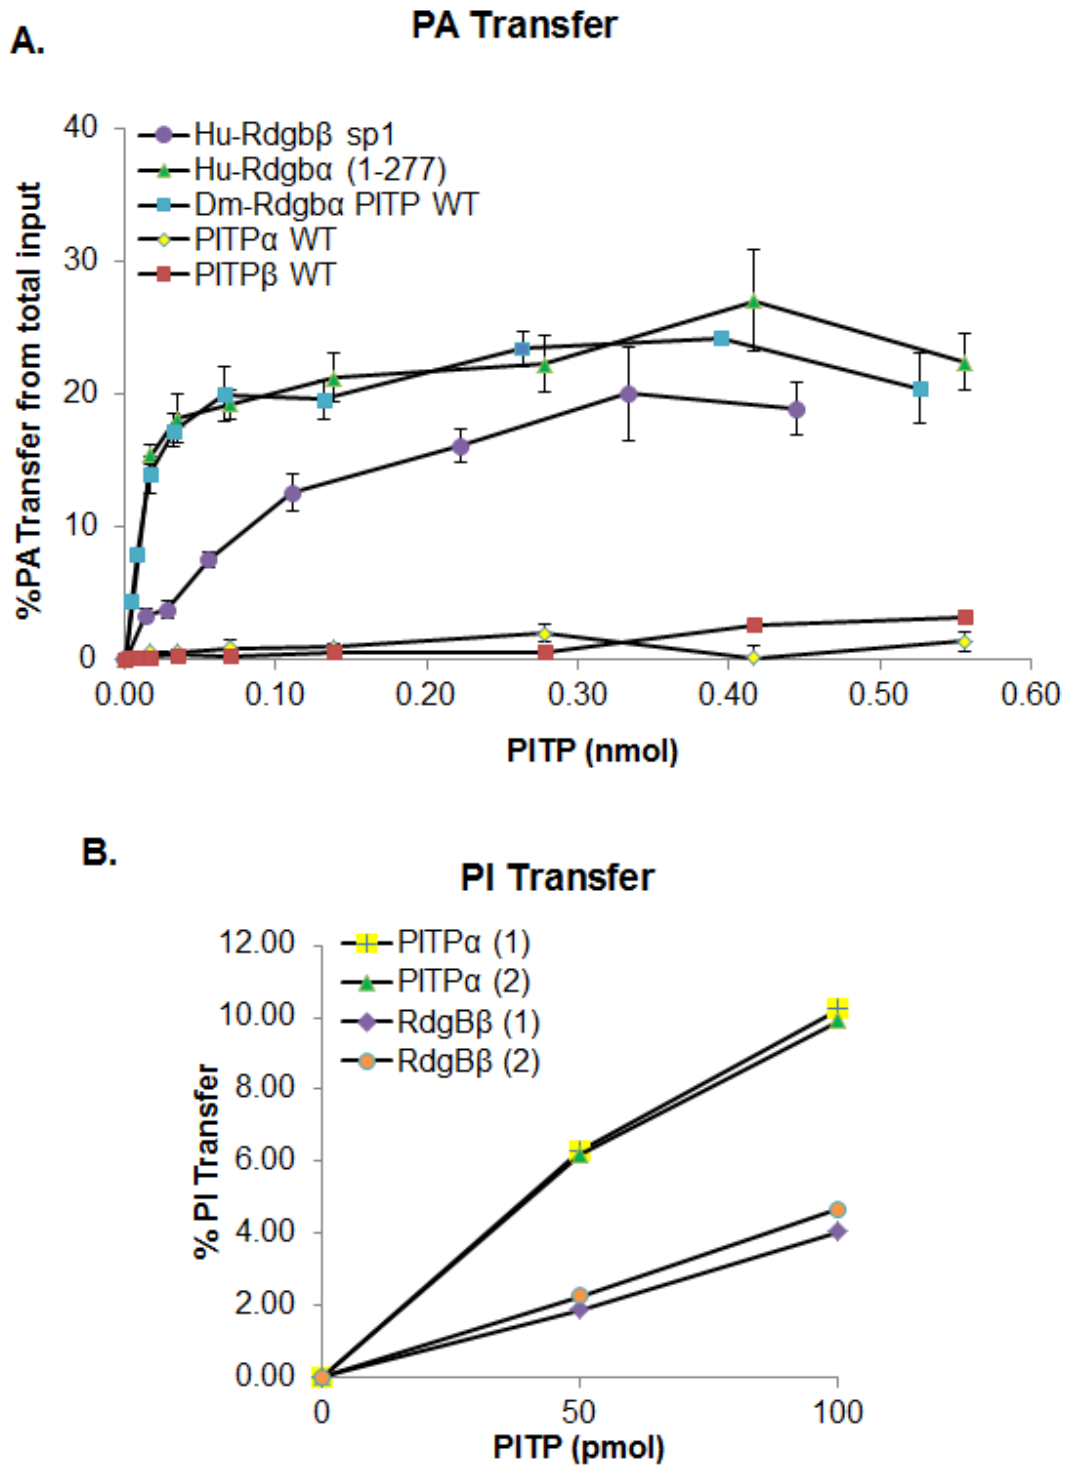 A.
PA Transfer
40
30
20
10
0
%PA Transfer from total input
Hu-Rdgbβ sp1
Hu-Rdgbα (1-277)
Dm-Rdgbα PITP WT
PITPα WT
PITPβ WT
0.00 0.10 0.20 0.30 0.40 0.50 0.60
PITP (nmol)
B.
PI Transfer
12.00
10.00
8.00
6.00
4.00
2.00
0.00
% PI Transfer
PITPα (1)
PITPα (2)
RdgBβ (1)
RdgBβ (2)
0 50 100
PITP (pmol)